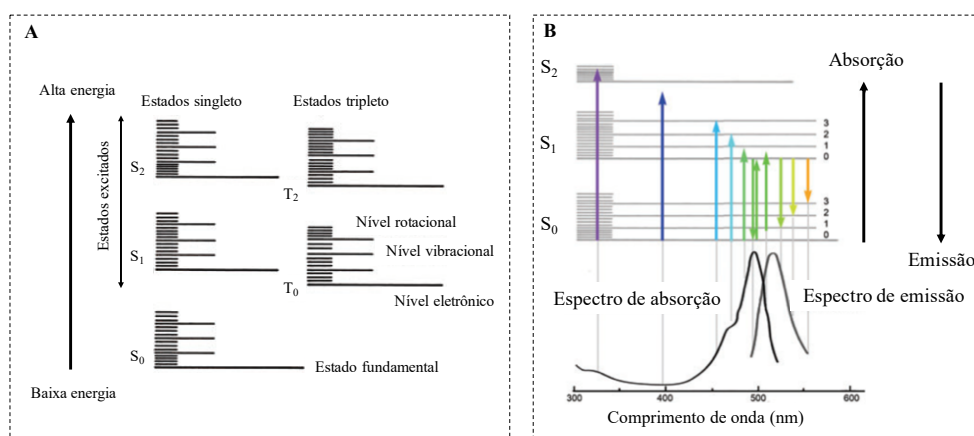 A
Alta energia
Estados excitados
Baixa energia
Estados singleto
Estados tripleto
S2
S1
S0
T2
T0
Nível rotacional
Nível vibracional
Nível eletrônico
Estado fundamental
B
S2
S1
S0
3
2
1
0
3
2
1
0
Absorção
Emissão
Espectro de absorção
Espectro de emissão
300
400
500
600
Comprimento de onda (nm)